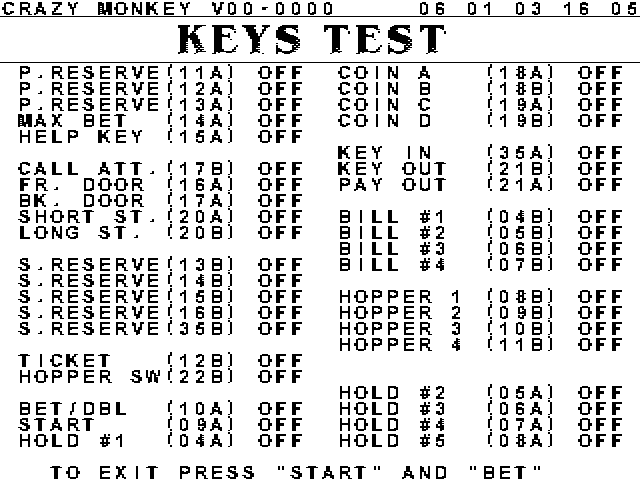 CRAZY MONKEY V00-0000 06 01 03 16 05
KEYS TEST
P.RESERVE(11A) OFF COIN A (18A) OFF
P.RESERVE(12A) OFF COIN B (18B) OFF
P.RESERVE(13A) OFF COIN C (19A) OFF
MAX BET (14A) OFF COIN D (19B) OFF
HELP KEY (15A) OFF
KEY IN (35A) OFF
CALL ATT. (17B) OFF KEY OUT (21B) OFF
FR. DOOR (16A) OFF PAY OUT (21A) OFF
BK. DOOR (17A) OFF
SHORT ST. (20A) OFF BILL #1 (04B) OFF
LONG ST. (20B) OFF BILL #2 (05B) OFF
BILL #3 (06B) OFF
S.RESERVE(13B) OFF BILL #4 (07B) OFF
S.RESERVE(14B) OFF
S.RESERVE(15B) OFF HOPPER 1 (08B) OFF
S.RESERVE(16B) OFF HOPPER 2 (09B) OFF
S.RESERVE(35B) OFF HOPPER 3 (10B) OFF
HOPPER 4 (11B) OFF
TICKET (12B) OFF
HOPPER SW(22B) OFF
HOLD #2 (05A) OFF
BET/DBL (10A) OFF HOLD #3 (06A) OFF
START (09A) OFF HOLD #4 (07A) OFF
HOLD #1 (04A) OFF HOLD #5 (08A) OFF
TO EXIT PRESS "START" AND "BET"